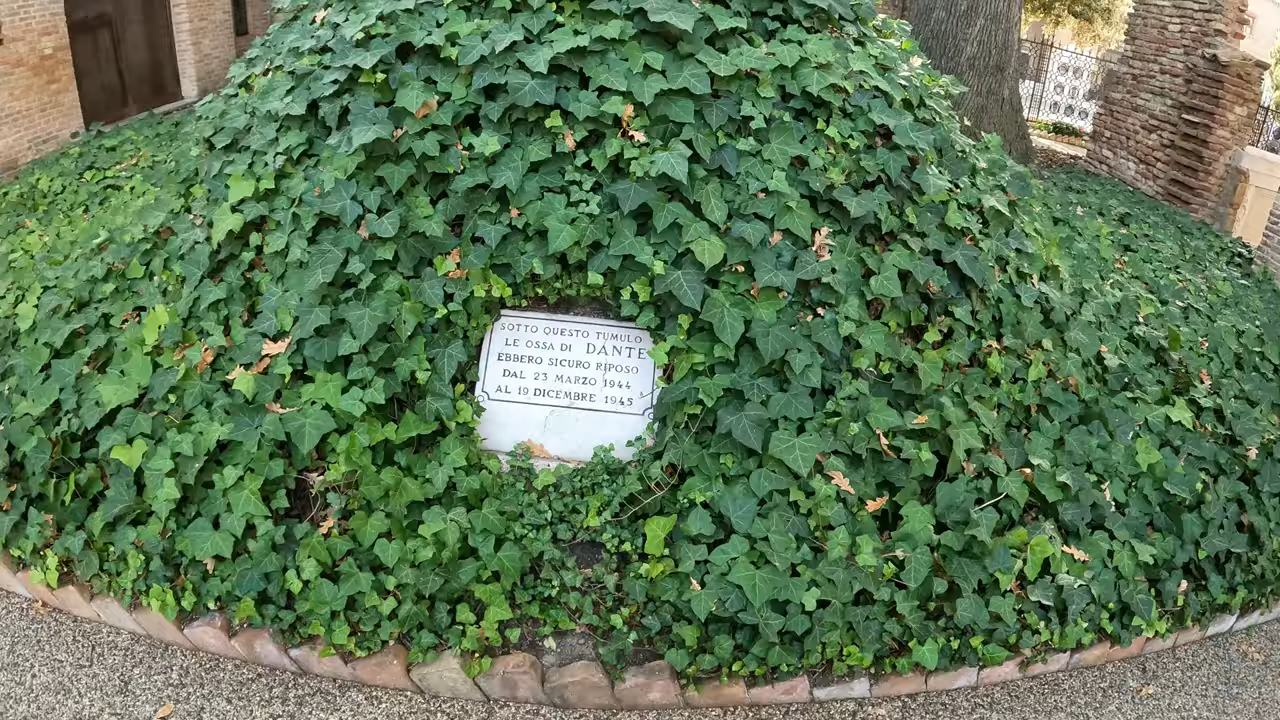 SOTTO QUESTO TUMULO
LE OSSA DI DANTE
EBBERO SICURO RIPOSO
DAL 23 MARZO 1944
AL 19 DICEMBRE 1945